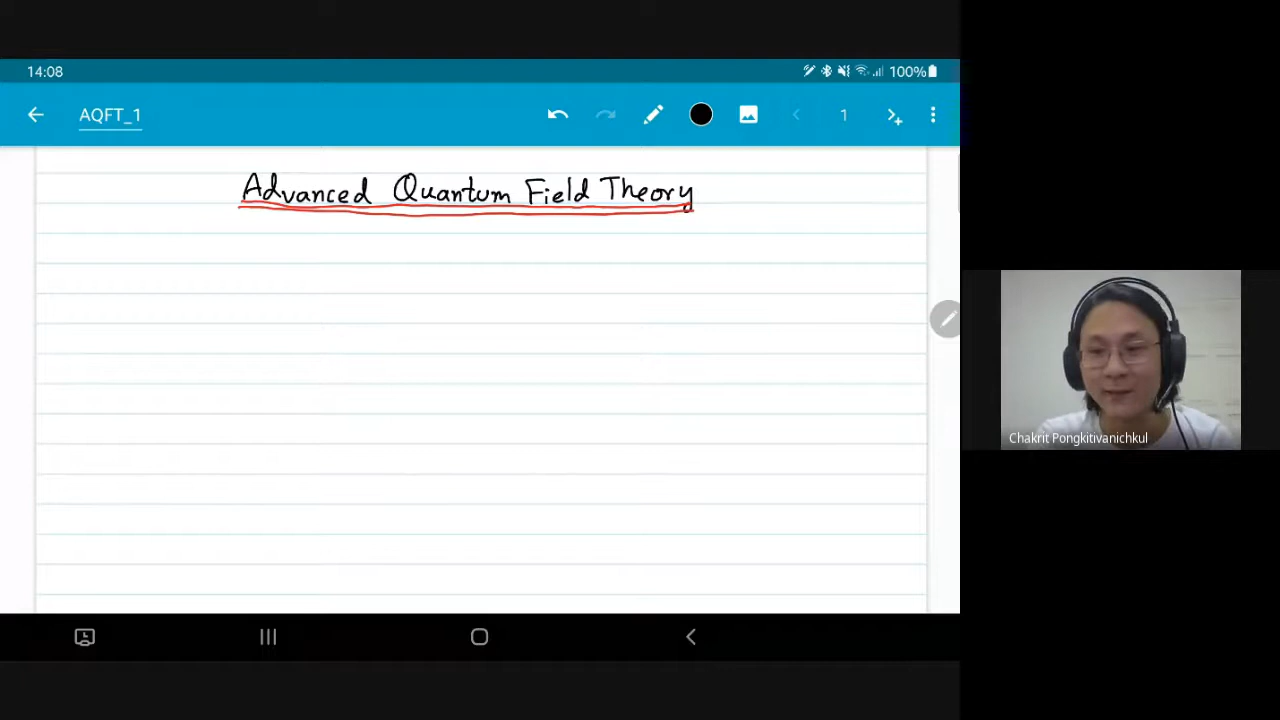 14:08
100%
AQFT_1
1
Advanced Quantum Field Theory
Chakrit Pongkitivanichkul